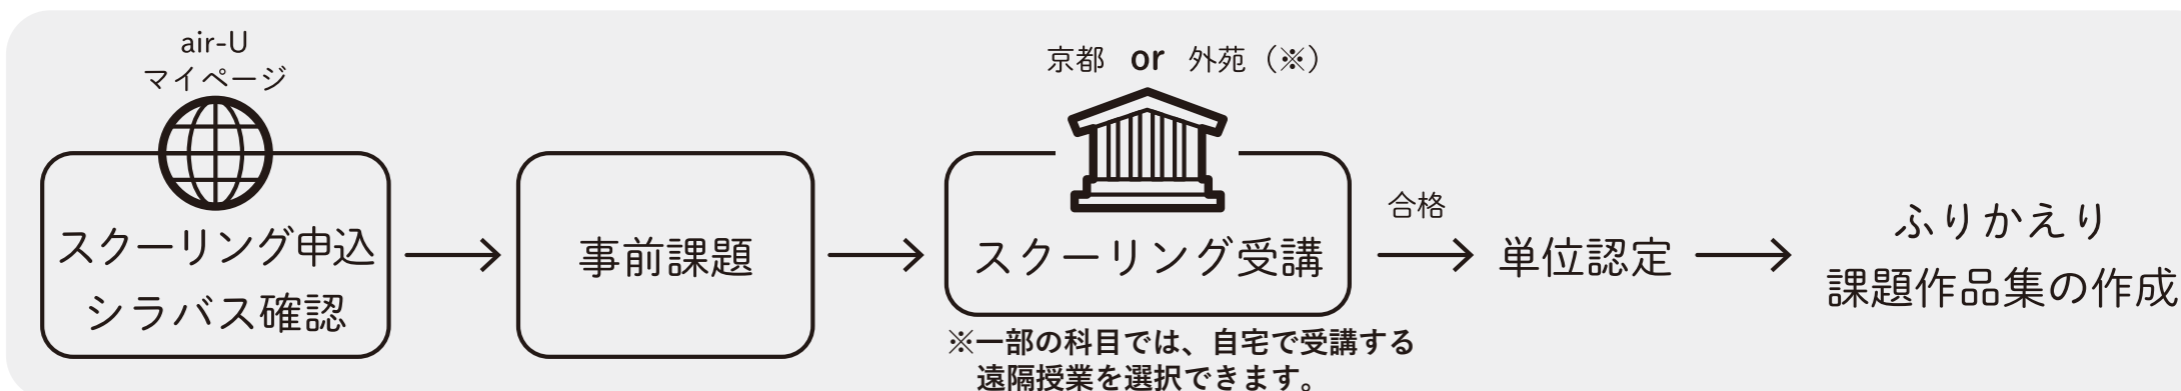 air-U
マイページ
スクーリング申込
シラバス確認
事前課題
京都 or 外苑（※）
スクーリング受講
※一部の科目では、自宅で受講する
遠隔授業を選択できます。
合格
単位認定
ふりかえり
課題作品集の作成